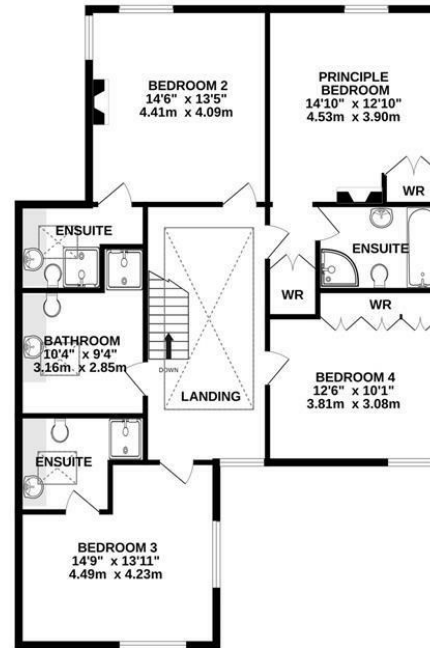 BEDROOM 2
14'6" x 13'5"
4.41m x 4.09m
PRINCIPLE
BEDROOM
14'10" x 12'10"
4.53m x 3.90m
WR
ENSUITE
ENSUITE
WR
WR
BATHROOM
10'4" x 9'4"
3.16m x 2.85m
DOWN
LANDING
BEDROOM 4
12'6" x 10'1"
3.81m x 3.08m
ENSUITE
BEDROOM 3
14'9" x 13'11"
4.49m x 4.23m